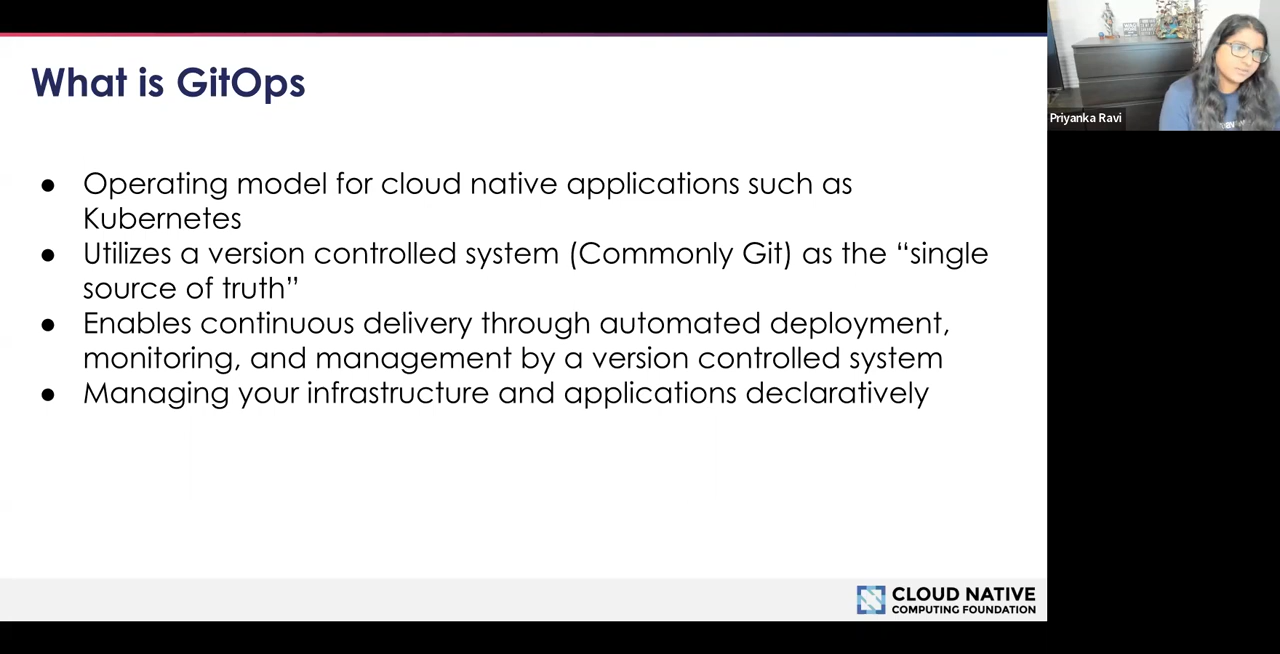 What is GitOps
● Operating model for cloud native applications such as
Kubernetes
● Utilizes a version controlled system (Commonly Git) as the “single
source of truth”
● Enables continuous delivery through automated deployment,
monitoring, and management by a version controlled system
● Managing your infrastructure and applications declaratively
CLOUD NATIVE
COMPUTING FOUNDATION
Priyanka Ravi